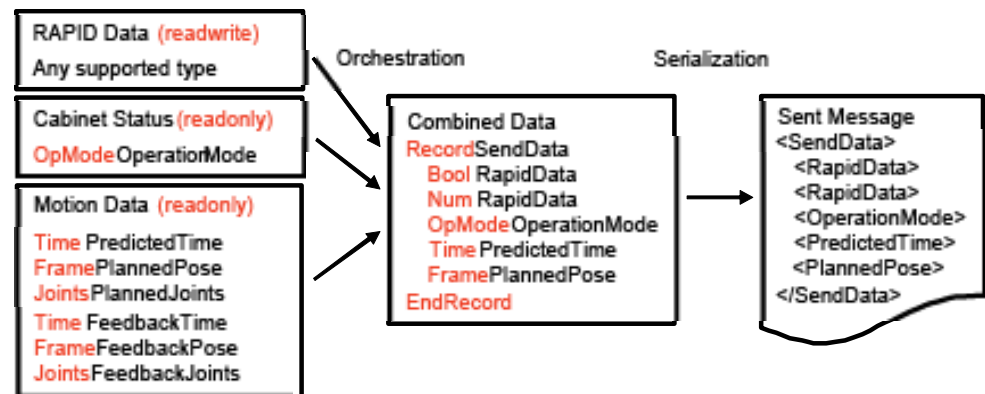 RAPID Data (readwrite)
Any supported type
Cabinet Status (readonly)
OpMode OperationMode
Motion Data (readonly)
Time PredictedTime
Frame PlannedPose
Joints PlannedJoints
Time FeedbackTime
Frame FeedbackPose
Joints FeedbackJoints
Orchestration
Combined Data
Record SendData
Bool RapidData
Num RapidData
OpMode OperationMode
Time PredictedTime
Frame PlannedPose
EndRecord
Serialization
Sent Message
<SendData>
<RapidData>
<RapidData>
<OperationMode>
<PredictedTime>
<PlannedPose>
</SendData>